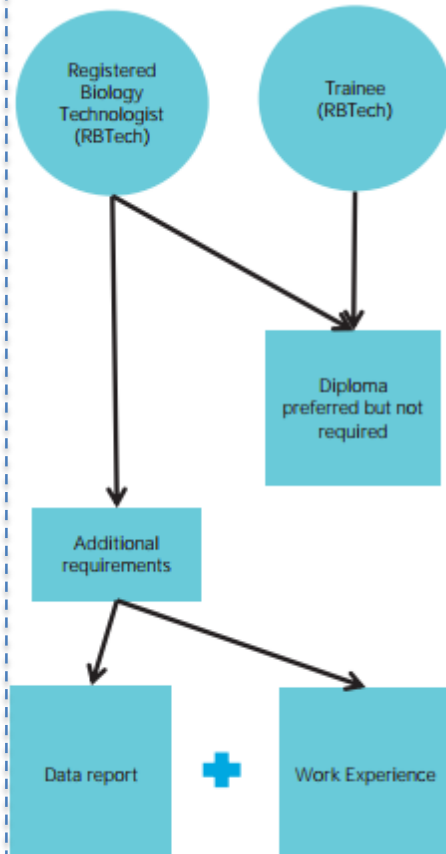 Registered
Biology
Technologist
(RBTech)
Trainee
(RBTech)
Diploma
preferred but not
required
Additional
requirements
Data report
Work Experience